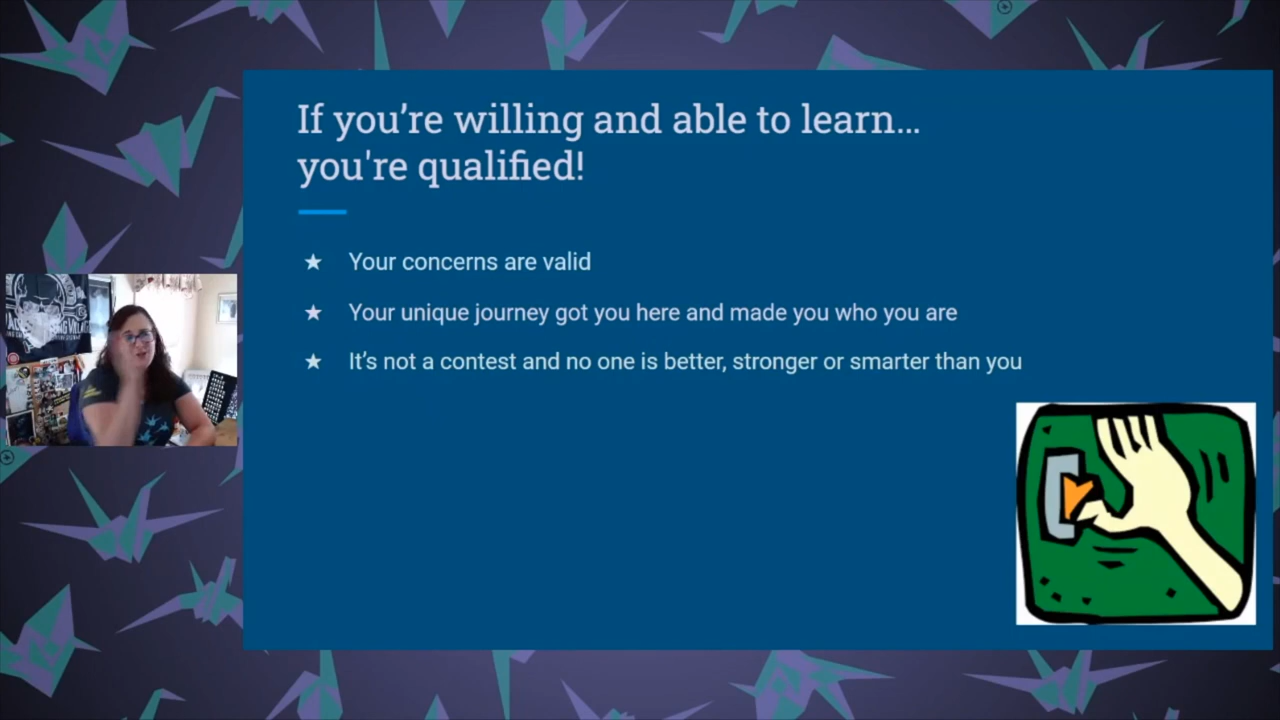 If you’re willing and able to learn…
you're qualified!
★ Your concerns are valid
★ Your unique journey got you here and made you who you are
★ It’s not a contest and no one is better, stronger or smarter than you